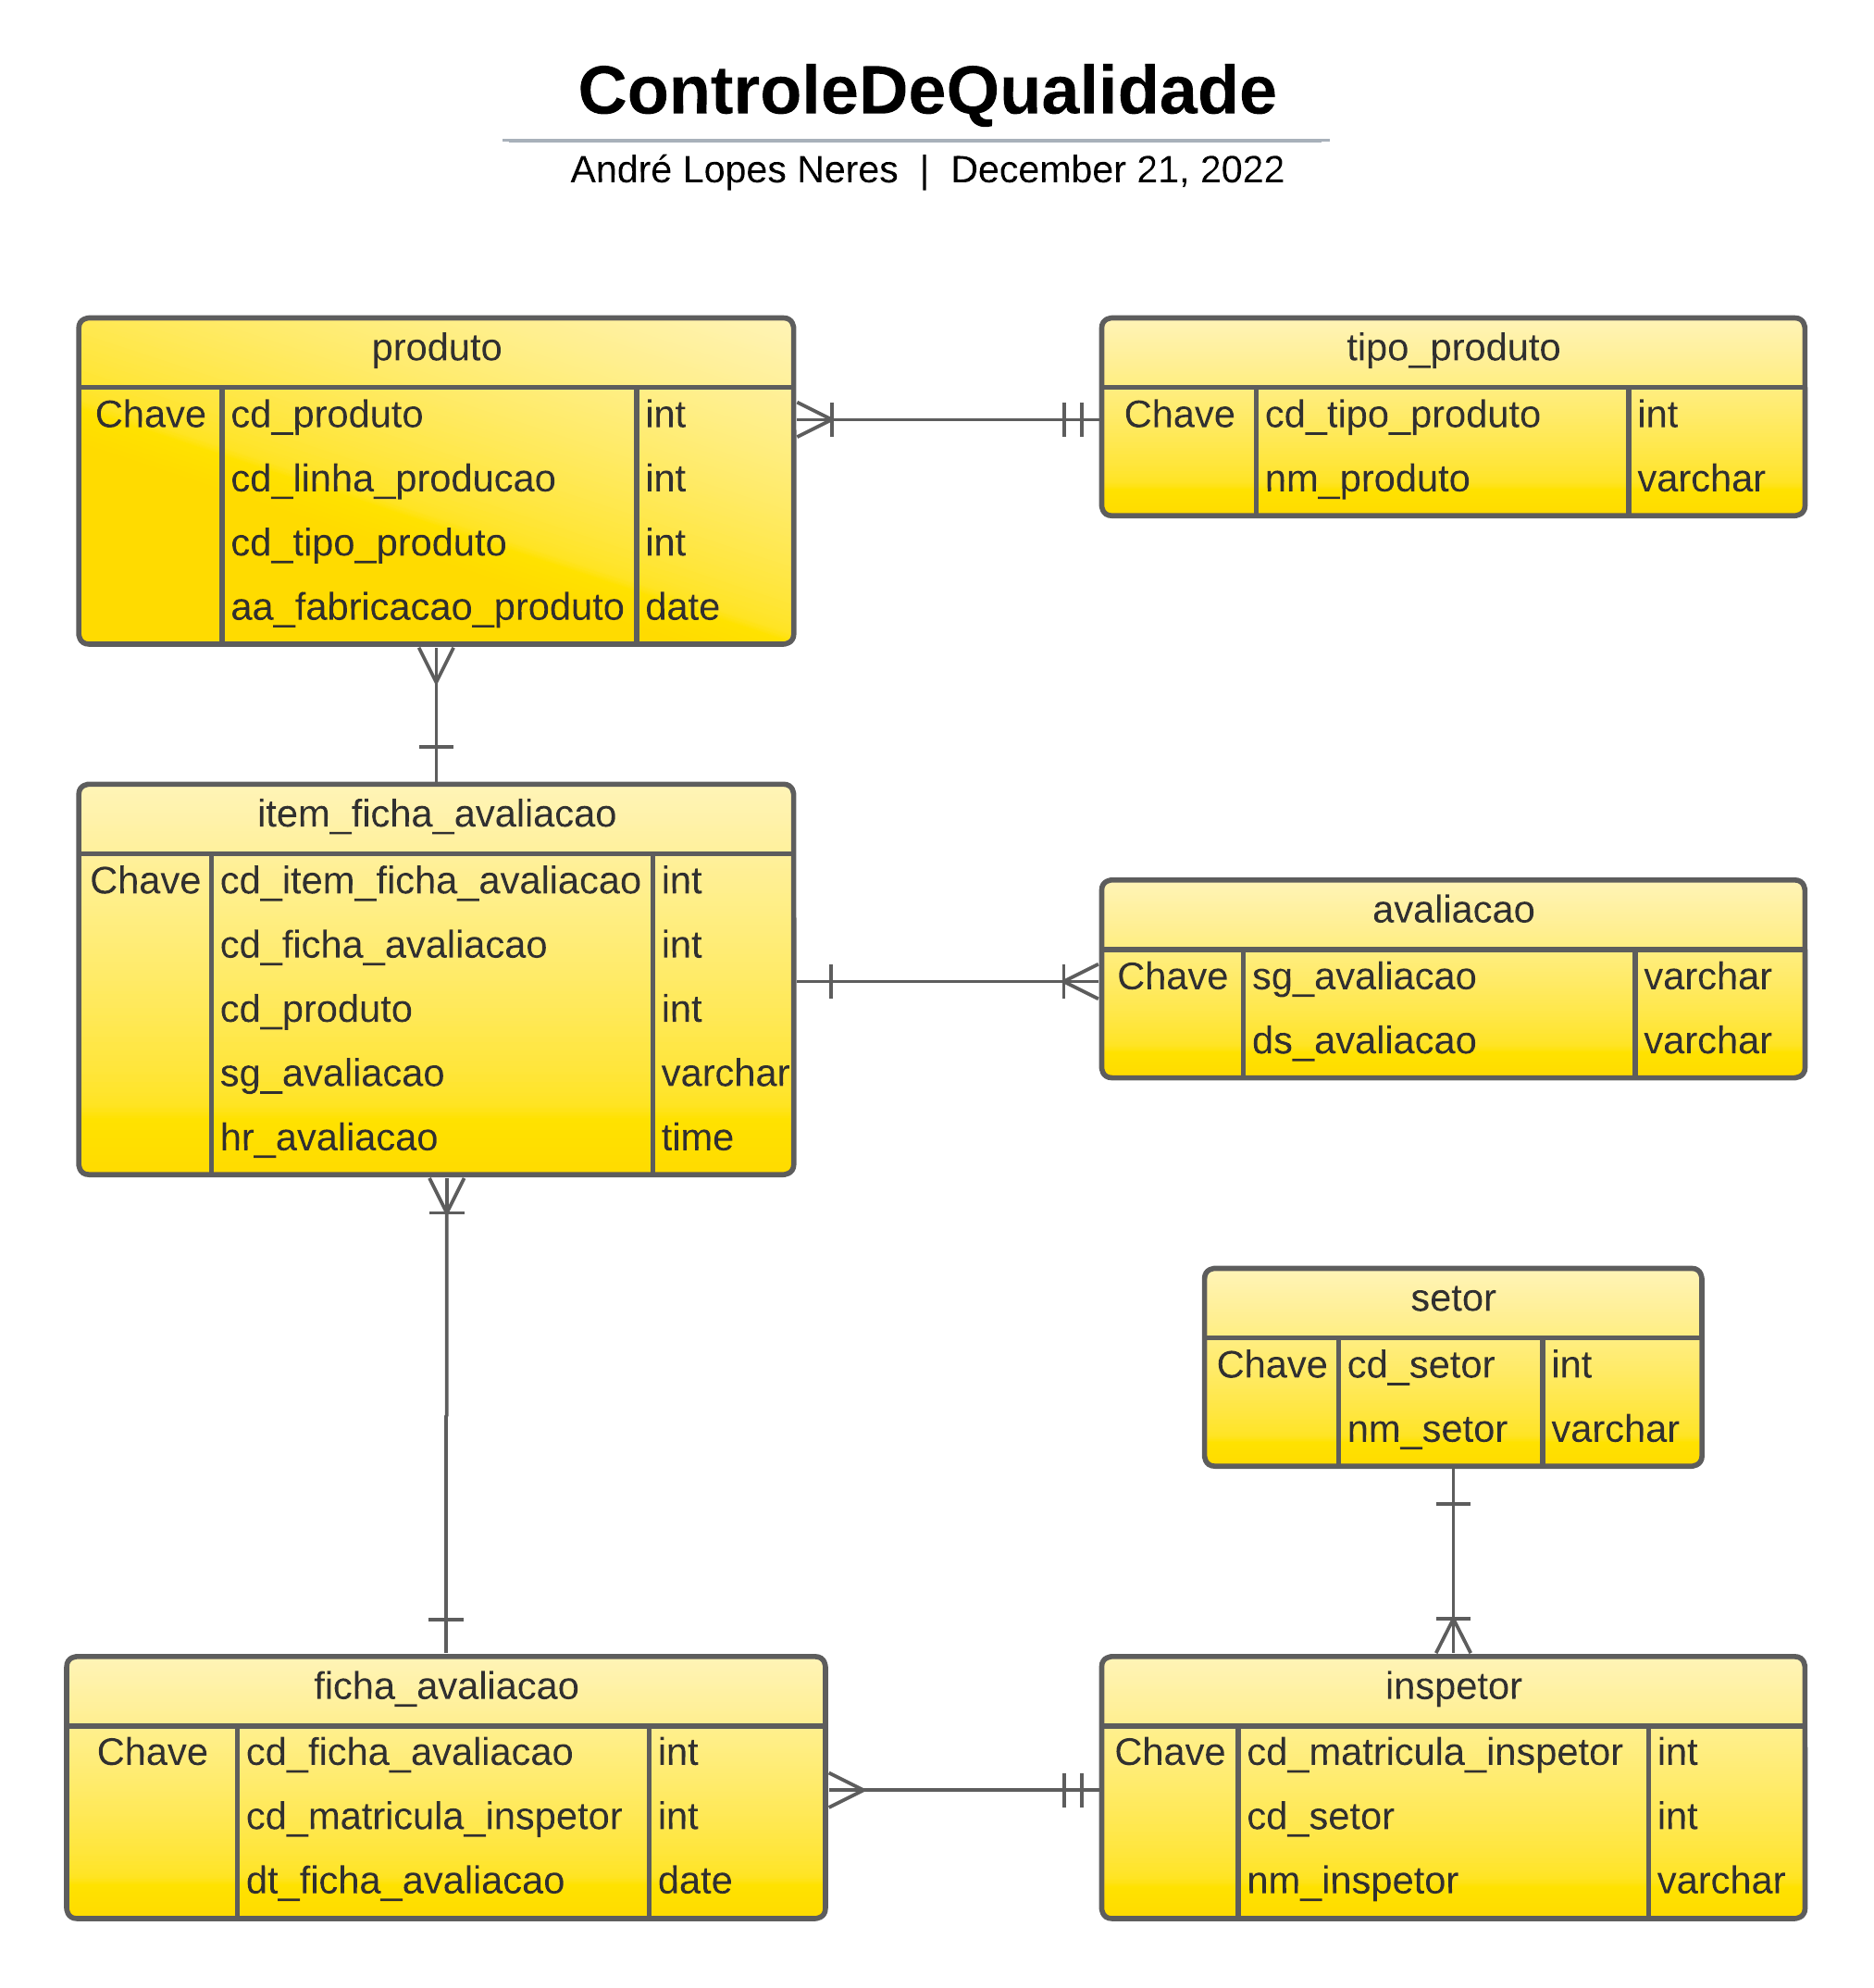 ControleDeQualidade
André Lopes Neres | December 21, 2022
produto
Chave cd_produto int
cd_linha_producao int
cd_tipo_produto int
aa_fabricacao_produto date
tipo_produto
Chave cd_tipo_produto int
nm_produto varchar
item_ficha_avaliacao
Chave cd_item_ficha_avaliacao int
cd_ficha_avaliacao int
cd_produto int
sg_avaliacao varchar
hr_avaliacao time
avaliacao
Chave sg_avaliacao varchar
ds_avaliacao varchar
setor
Chave cd_setor int
nm_setor varchar
ficha_avaliacao
Chave cd_ficha_avaliacao int
cd_matricula_inspetor int
dt_ficha_avaliacao date
inspetor
Chave cd_matricula_inspetor int
cd_setor int
nm_inspetor varchar